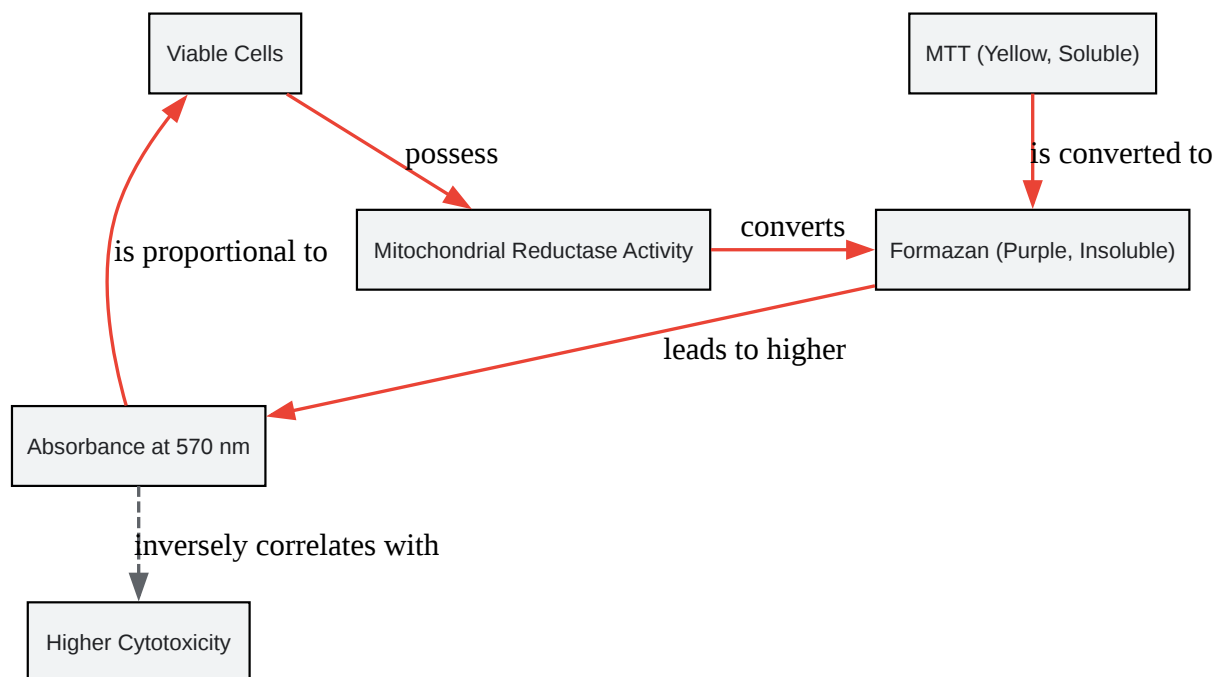 Viable Cells
MTT (Yellow, Soluble)
possess
is converted to
converts
Mitochondrial Reductase Activity
Formazan (Purple, Insoluble)
is proportional to
leads to higher
Absorbance at 570 nm
inversely correlates with
Higher Cytotoxicity